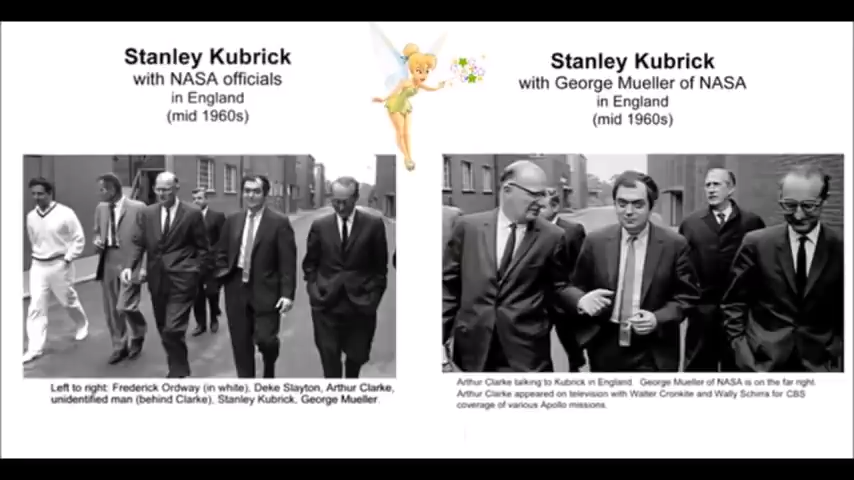 Stanley Kubrick
with NASA officials
in England
(mid 1960s)
Left to right: Frederick Ordway (in white), Deke Slayton, Arthur Clarke,
unidentified man (behind Clarke), Stanley Kubrick, George Mueller.
Stanley Kubrick
with George Mueller of NASA
in England
(mid 1960s)
Arthur Clarke talking to Kubrick in England. George Mueller of NASA is on the far right.
Arthur Clarke appeared on television with Walter Cronkite and Wally Schirra for CBS
coverage of various Apollo missions.